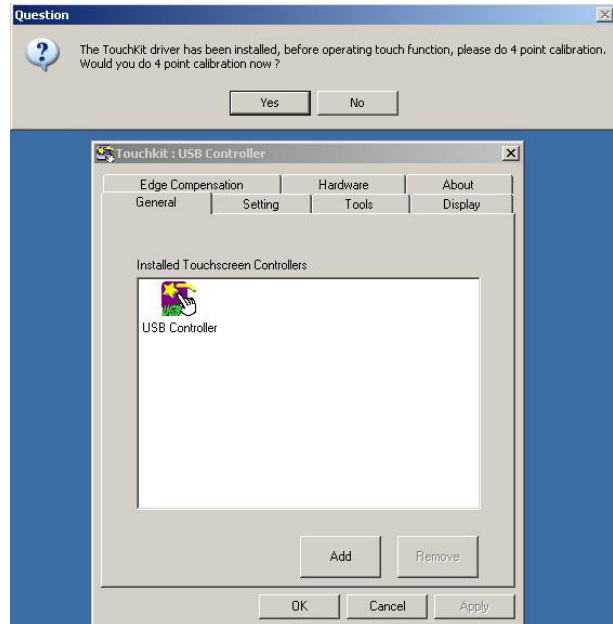 Question
The TouchKit driver has been installed, before operating touch function, please do 4 point calibration.
Would you do 4 point calibration now ?
Yes No
Touchkit : USB Controller
Edge Compensation Hardware About
General Setting Tools Display
Installed Touchscreen Controllers
USB
USB Controller
Add Remove
OK Cancel Apply